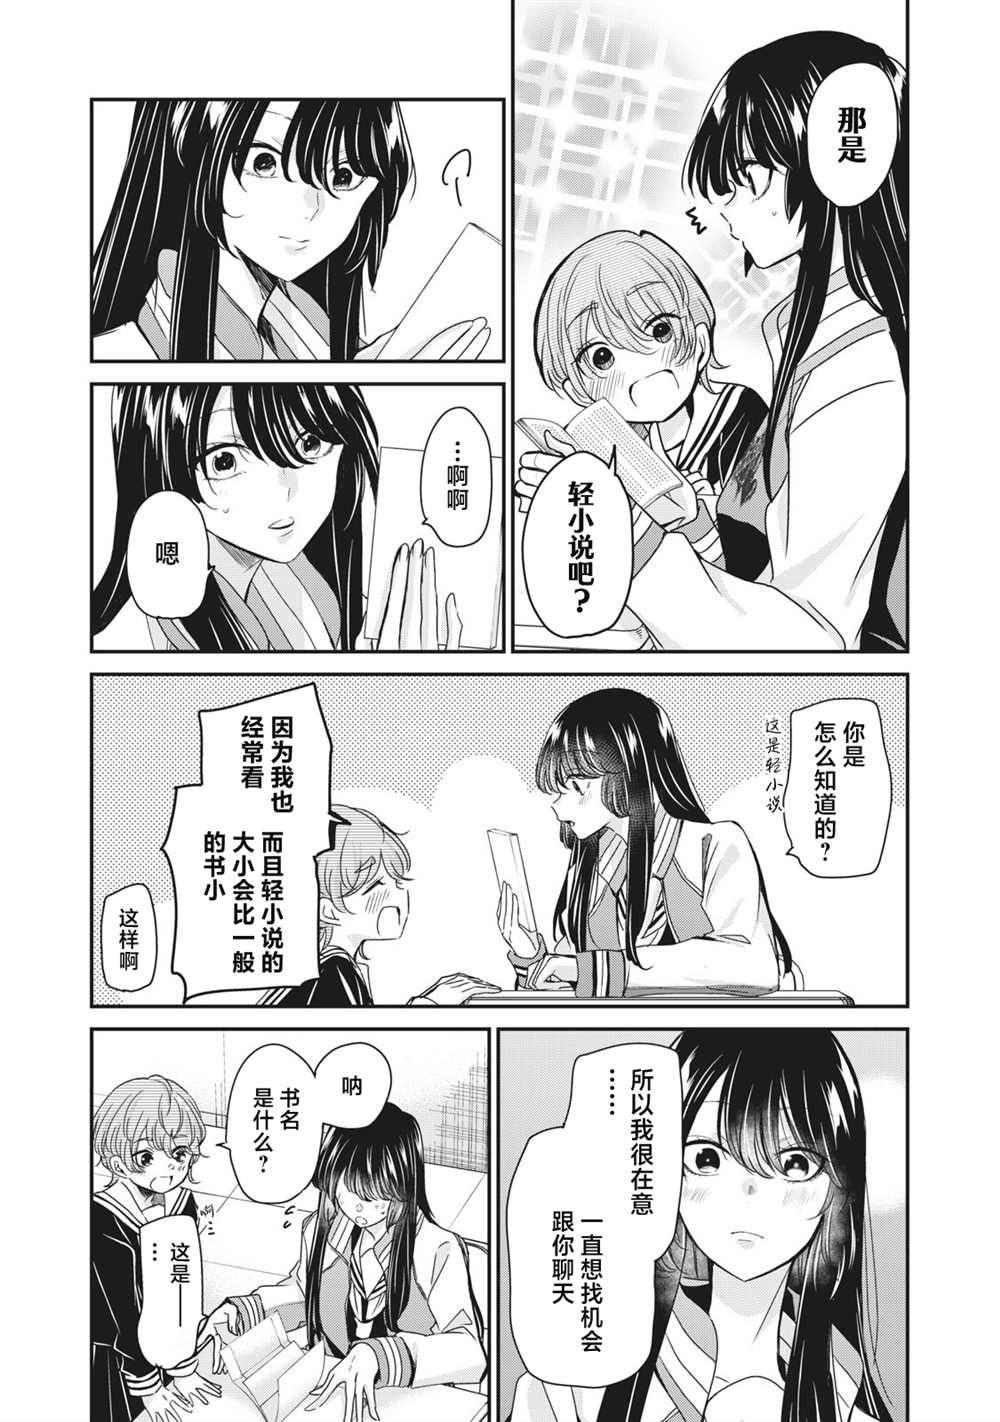 那是
轻小说吧？
…啊啊
嗯
你是
怎么知道的？
这是轻小说
因为我也
经常看
而且轻小说的
大小会比一般
的书小
这样啊
所以我很在意
……
一直想找机会
跟你聊天
呐
书名
是什么？
啊
这是——
…